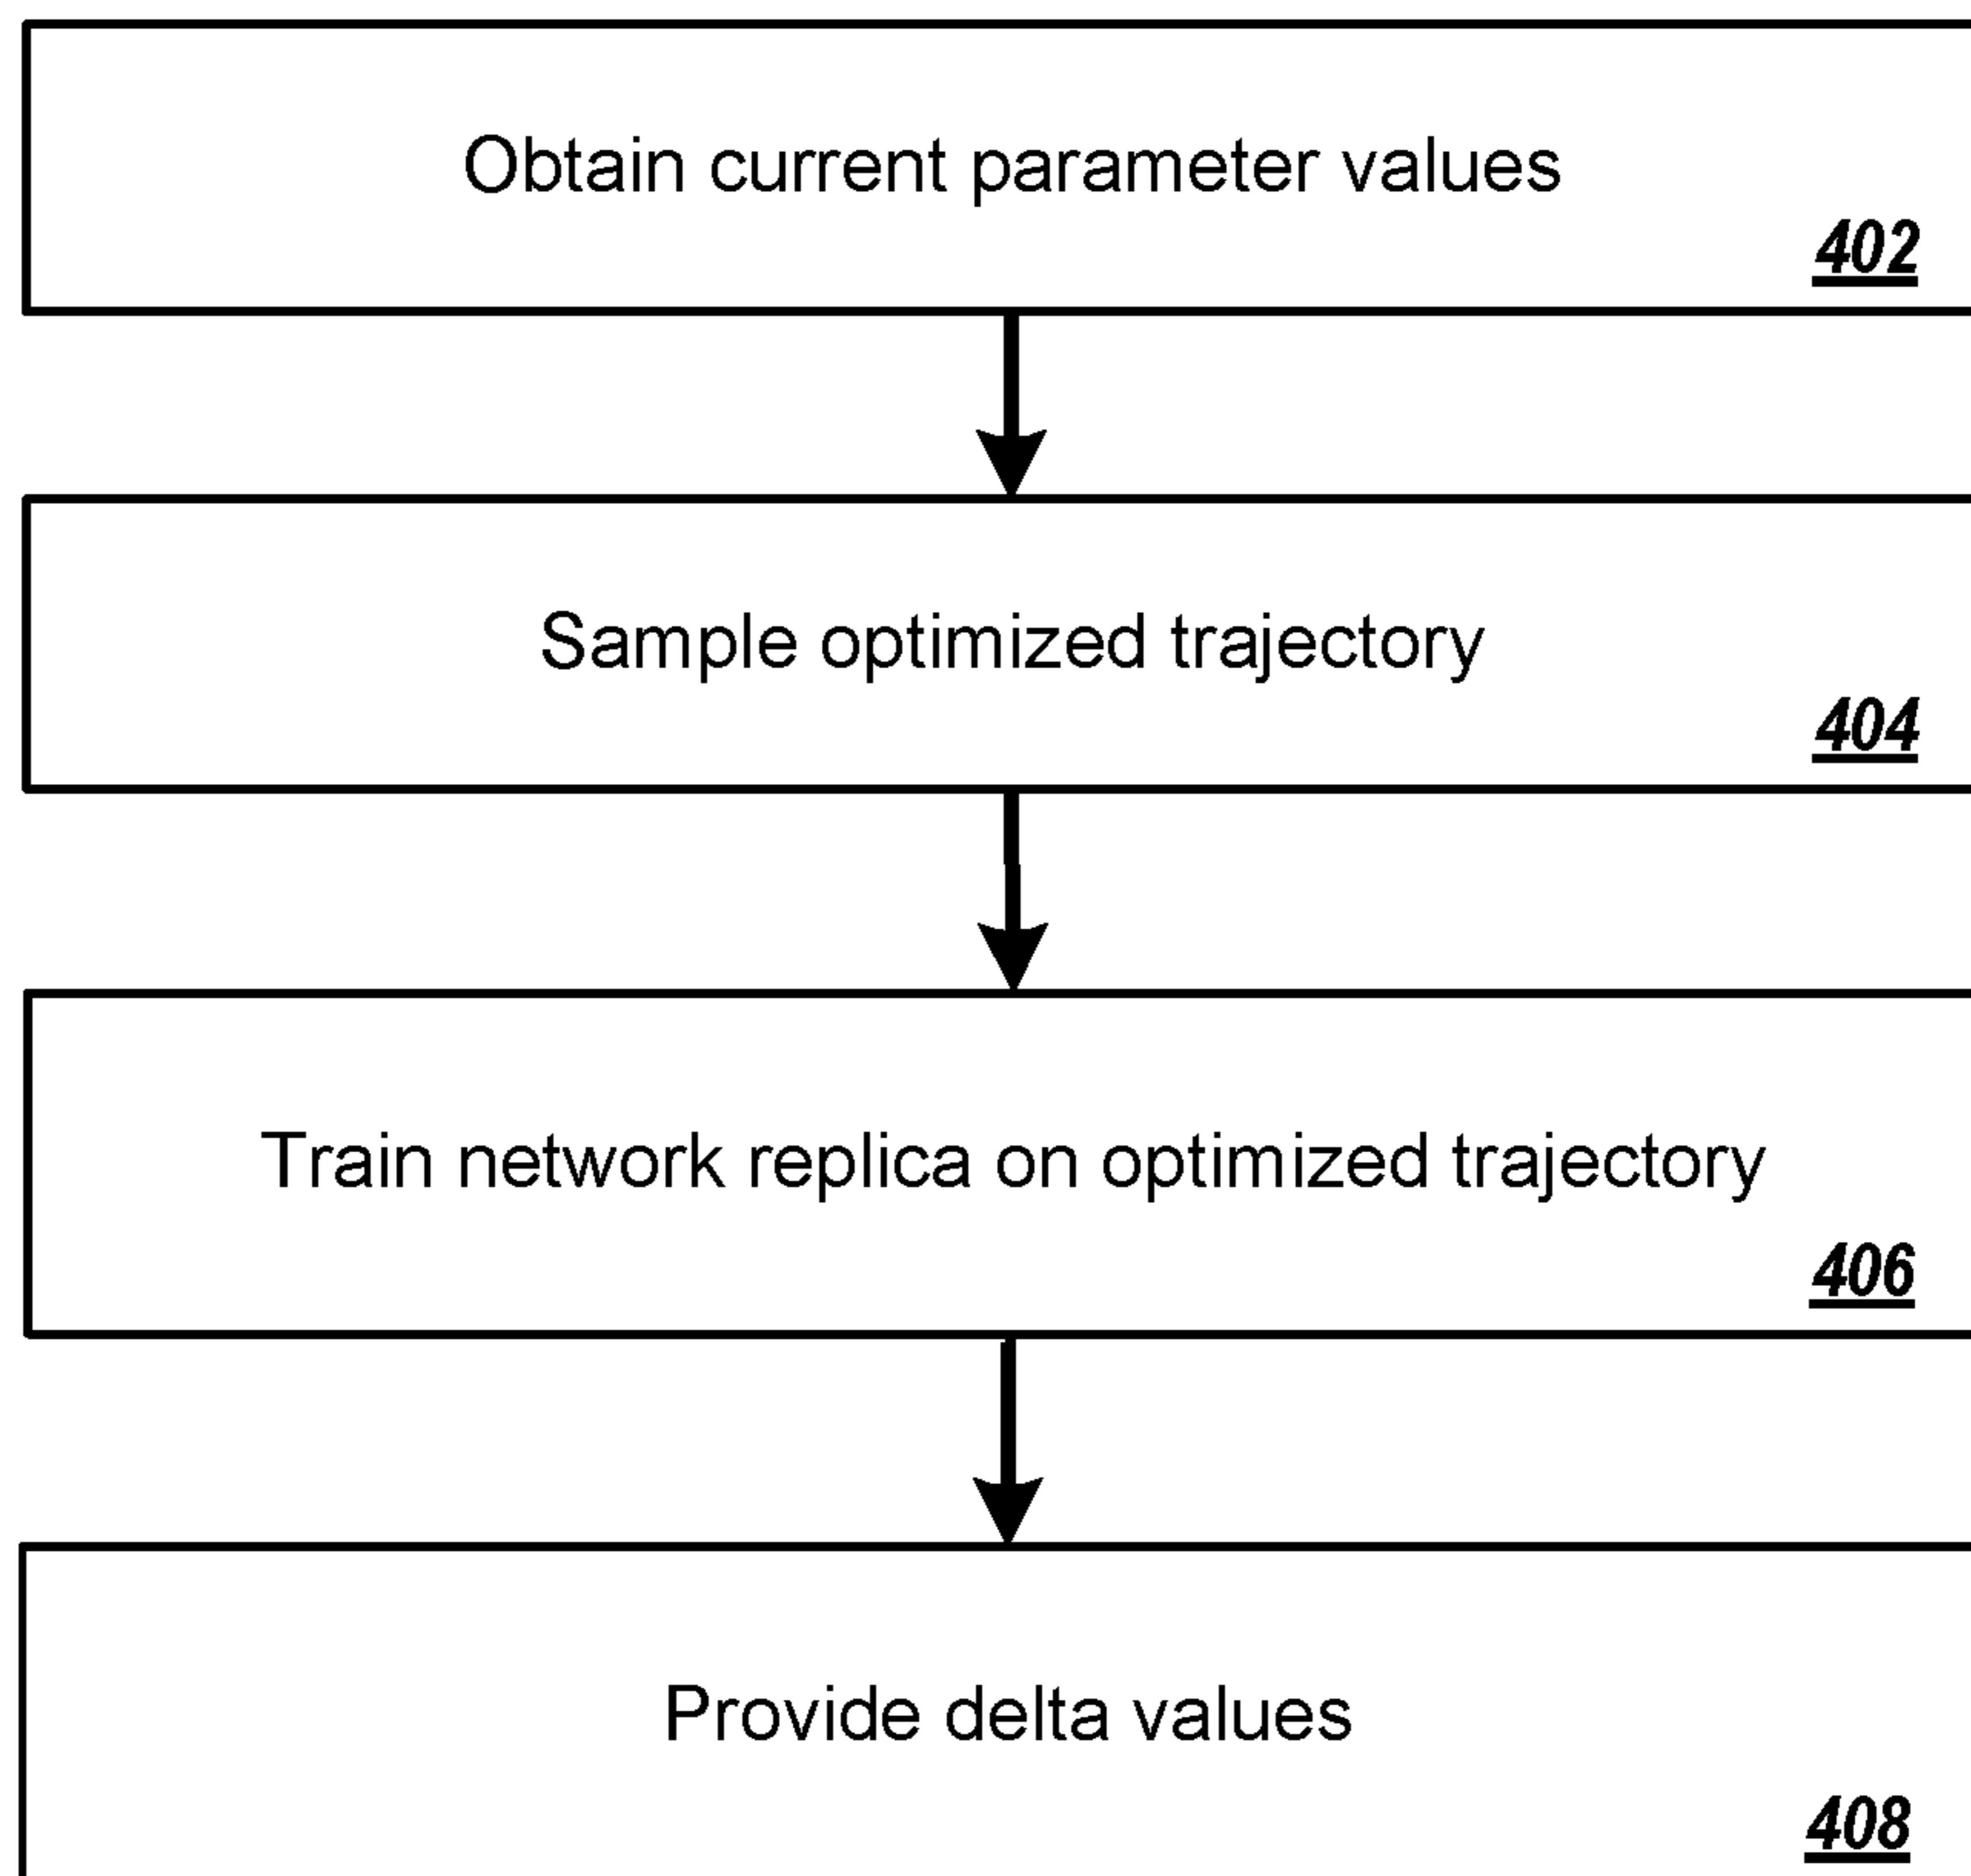 Obtain current parameter values
402
Sample optimized trajectory
404
Train network replica on optimized trajectory
406
Provide delta values
408